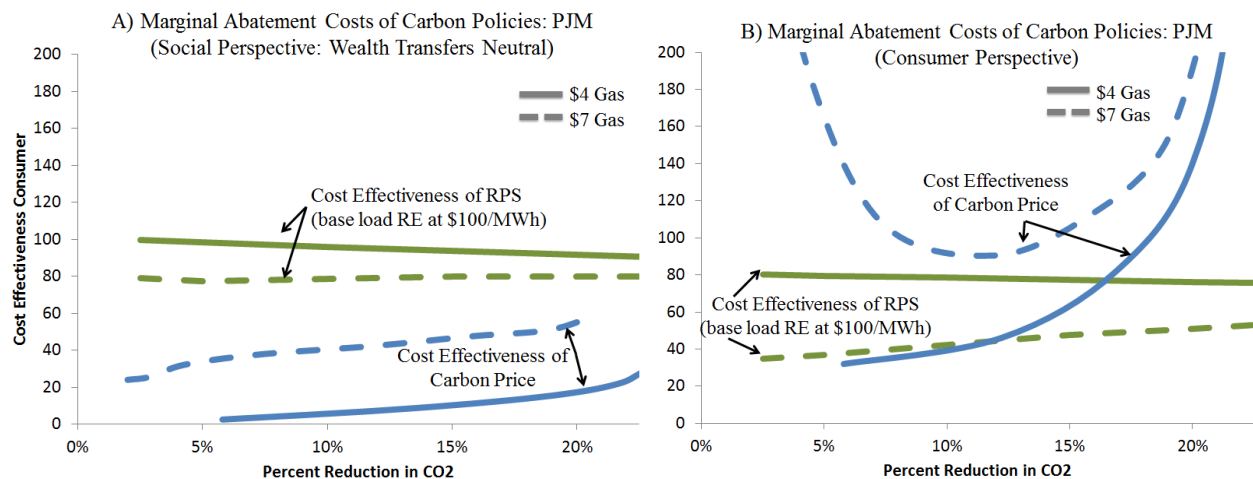 A) Marginal Abatement Costs of Carbon Policies: PJM
(Social Perspective: Wealth Transfers Neutral)
200
180
160
140
120
100
80
60
40
20
0
Cost Effectiveness Consumer
$4 Gas
$7 Gas
Cost Effectiveness of RPS
(base load RE at $100/MWh)
Cost Effectiveness of
Carbon Price
0%
5%
10%
15%
20%
Percent Reduction in CO2
B) Marginal Abatement Costs of Carbon Policies: PJM
(Consumer Perspective)
200
180
160
140
120
100
80
60
40
20
0
$4 Gas
$7 Gas
Cost Effectiveness
of Carbon Price
Cost Effectiveness of RPS
(base load RE at $100/MWh)
0%
5%
10%
15%
20%
Percent Reduction in CO2